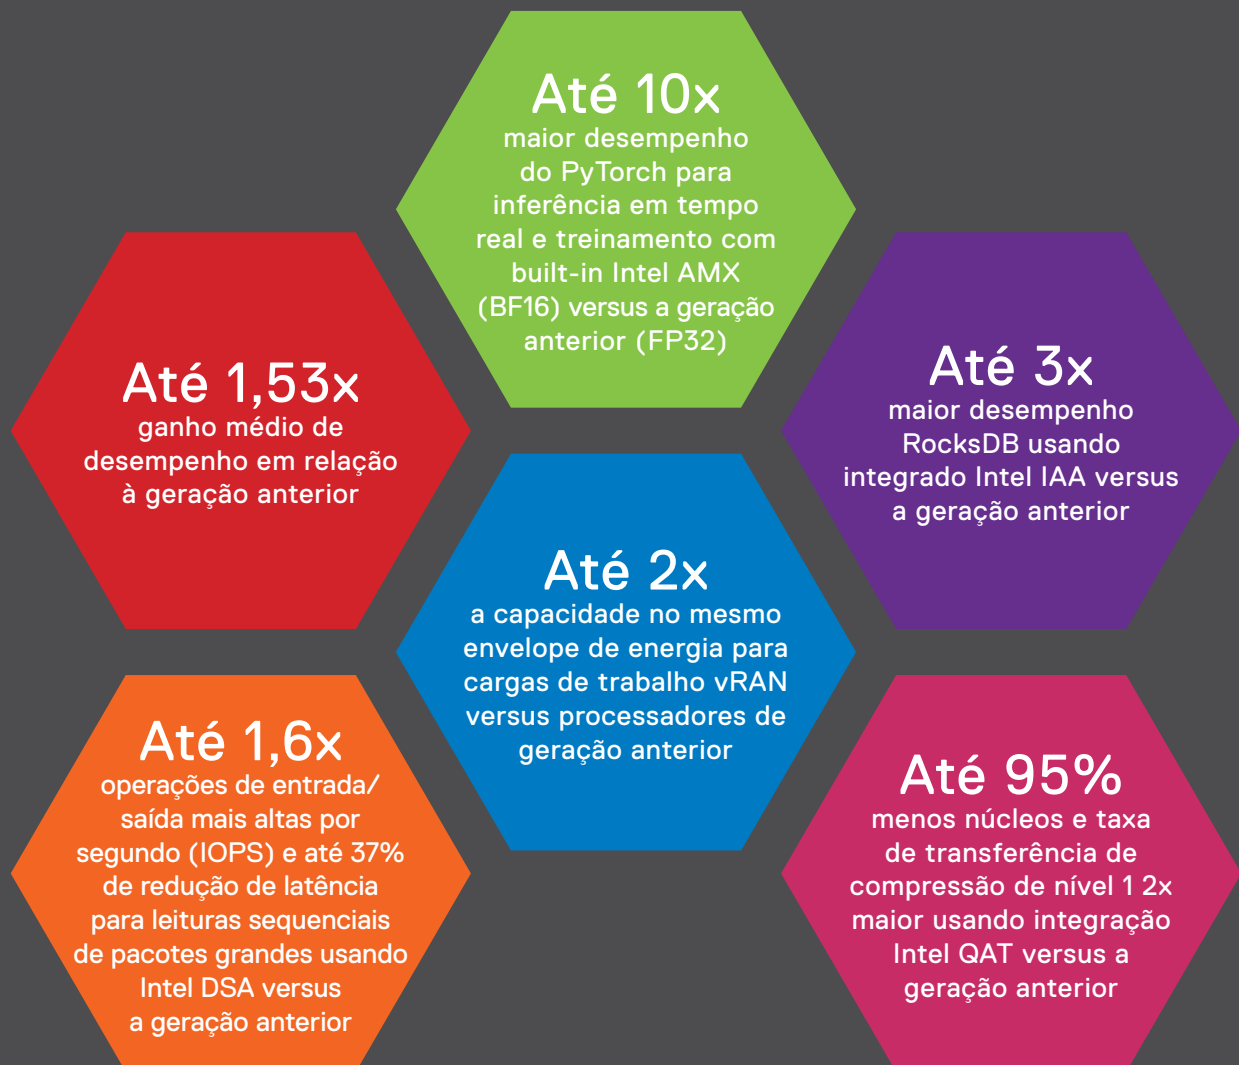 Até 10x
maior desempenho
do PyTorch para
inferência em tempo
real e treinamento com
built-in Intel AMX
(BF16) versus a geração
anterior (FP32)
Até 1,53x
ganho médio de
desempenho em relação
à geração anterior
Até 3x
maior desempenho
RocksDB usando
integrado Intel IAA versus
a geração anterior
Até 2x
a capacidade no mesmo
envelope de energia para
cargas de trabalho vRAN
versus processadores de
geração anterior
Até 1,6x
operações de entrada/
saída mais altas por
segundo (IOPS) e até 37%
de redução de latência
para leituras sequenciais
de pacotes grandes usando
Intel DSA versus
a geração anterior
Até 95%
menos núcleos e taxa
de transferência de
compressão de nível 1 2x
maior usando integração
Intel QAT versus a
geração anterior